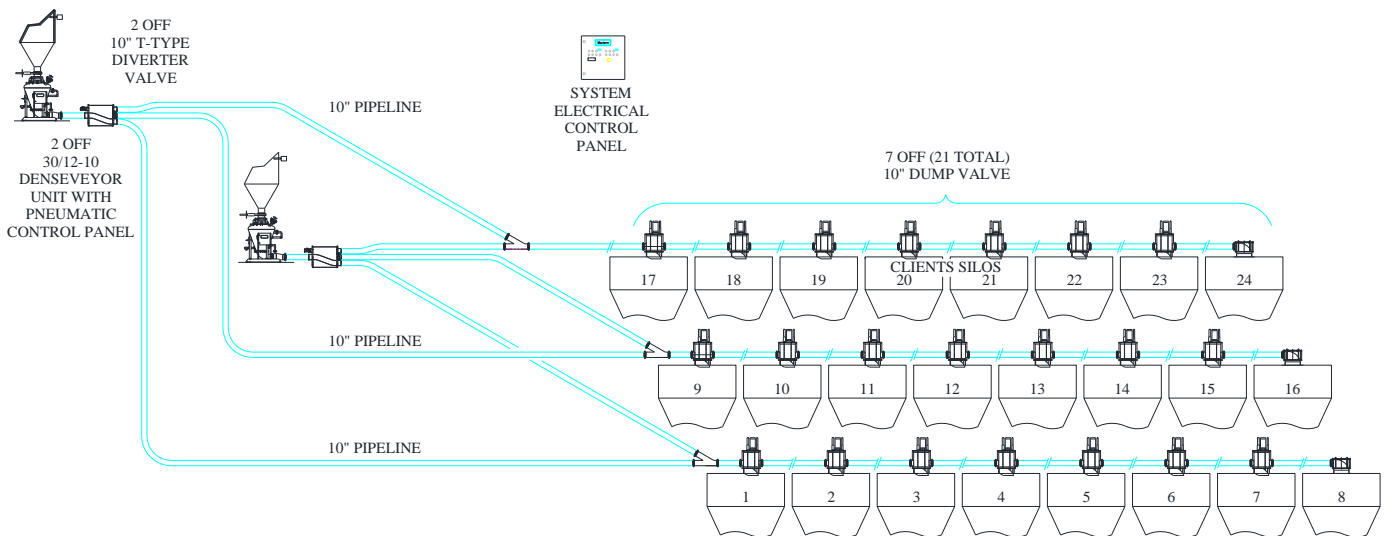 2 OFF
10" T-TYPE
DIVERTER
VALVE
10" PIPELINE
SYSTEM
ELECTRICAL
CONTROL
PANEL
2 OFF
30/12-10
DENSEVEYOR
UNIT WITH
PNEUMATIC
CONTROL PANEL
7 OFF (21 TOTAL)
10" DUMP VALVE
CLIENTS SILOS
17 18 19 20 21 22 23 24
10" PIPELINE
9 10 11 12 13 14 15 16
10" PIPELINE
1 2 3 4 5 6 7 8